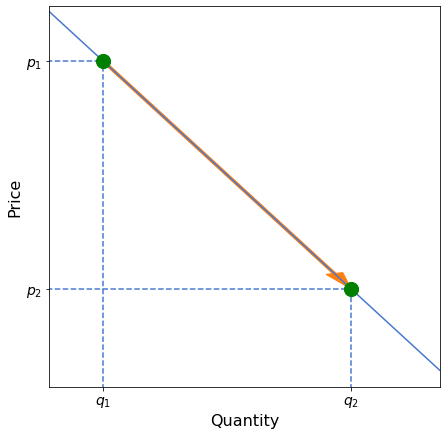 p₁
Price
p₂
q₁ q₂
Quantity